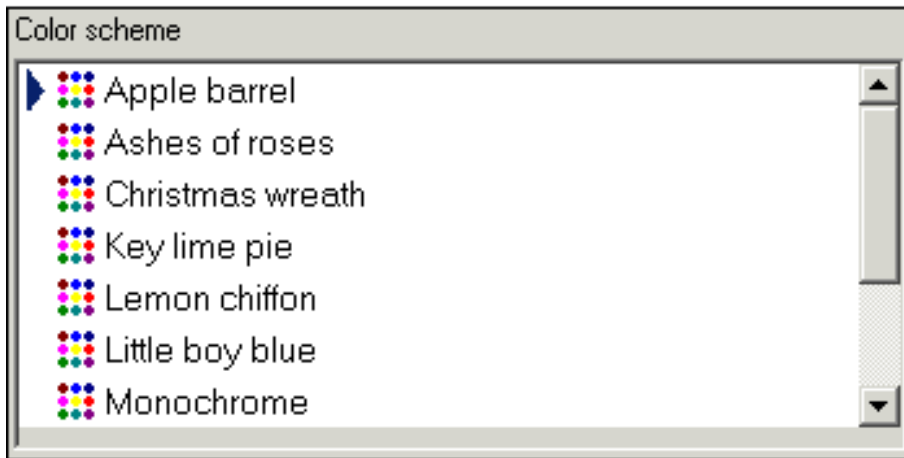 Color scheme
Apple barrel
Ashes of roses
Christmas wreath
Key lime pie
Lemon chiffon
Little boy blue
Monochrome